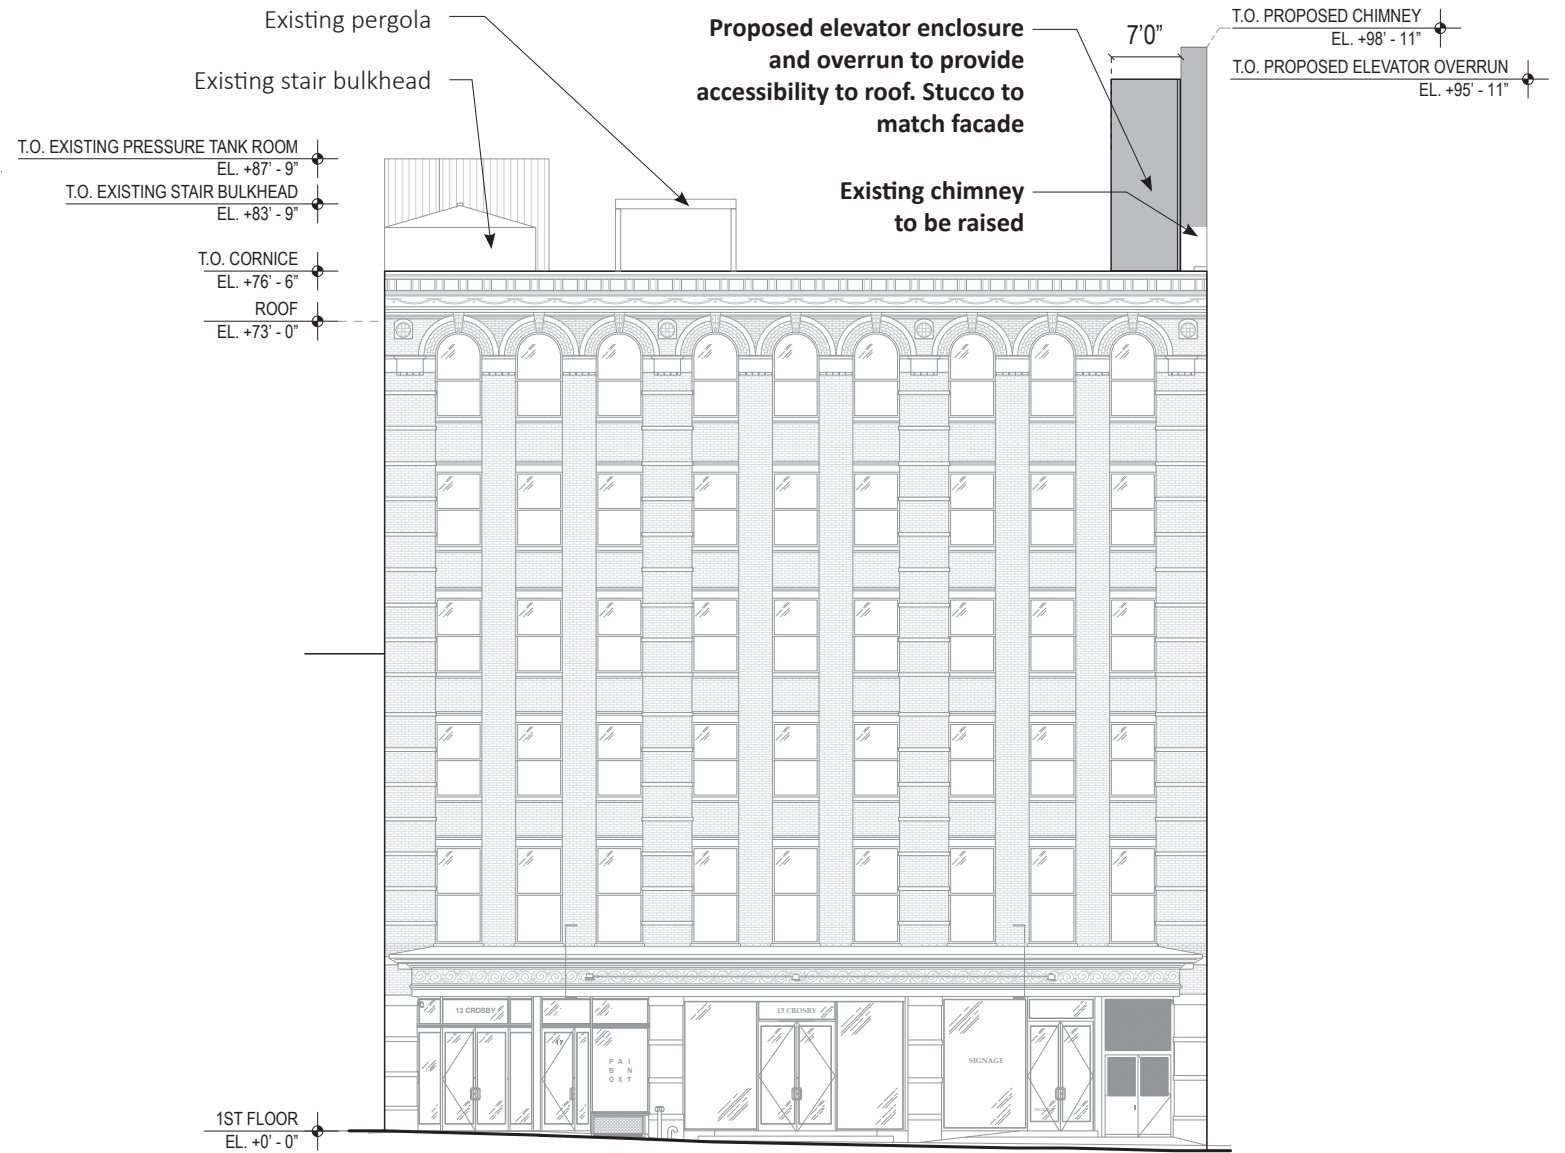 Existing pergola
Existing stair bulkhead
Proposed elevator enclosure
and overrun to provide
accessibility to roof. Stucco to
match facade
Existing chimney
to be raised
7'0”
T.O. PROPOSED CHIMNEY
EL. +98' - 11”
T.O. PROPOSED ELEVATOR OVERRUN
EL. +95' - 11”
T.O. EXISTING PRESSURE TANK ROOM
EL. +87' - 9”
T.O. EXISTING STAIR BULKHEAD
EL. +83' - 9”
T.O. CORNICE
EL. +76' - 6”
ROOF
EL. +73' - 0”
13 CROSBY
17
PAI
B N
OXT
13 CROSBY
SIGNAGE
1ST FLOOR
EL. +0' - 0”